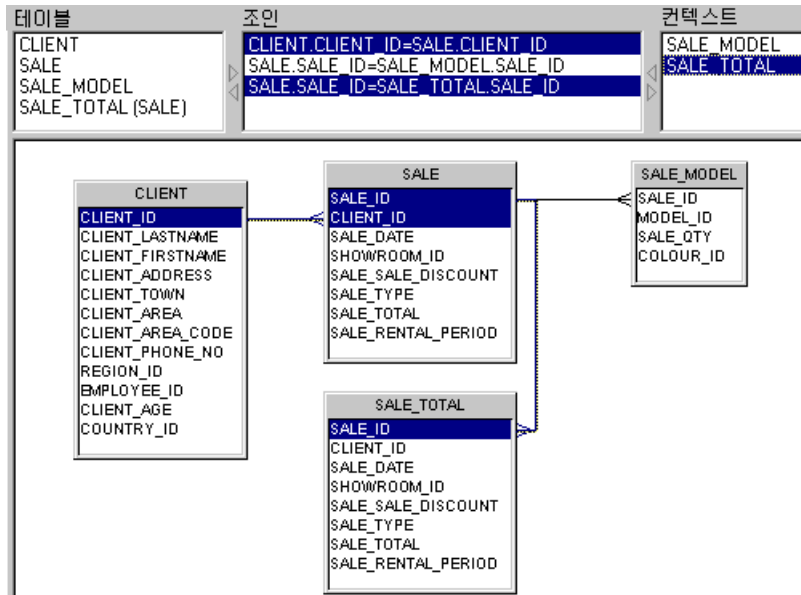 테이블
CLIENT
SALE
SALE_MODEL
SALE_TOTAL (SALE)
조인
CLIENT.CLIENT_ID=SALE.CLIENT_ID
SALE.SALE_ID=SALE_MODEL.SALE_ID
SALE.SALE_ID=SALE_TOTAL.SALE_ID
컨텍스트
SALE_MODEL
SALE_TOTAL
CLIENT
CLIENT_ID
CLIENT_LASTNAME
CLIENT_FIRSTNAME
CLIENT_ADDRESS
CLIENT_TOWN
CLIENT_AREA
CLIENT_AREA_CODE
CLIENT_PHONE_NO
REGION_ID
EMPLOYEE_ID
CLIENT_AGE
COUNTRY_ID
SALE
SALE_ID
CLIENT_ID
SALE_DATE
SHOWROOM_ID
SALE_SALE_DISCOUNT
SALE_TYPE
SALE_TOTAL
SALE_RENTAL_PERIOD
SALE_MODEL
SALE_ID
MODEL_ID
SALE_QTY
COLOUR_ID
SALE_TOTAL
SALE_ID
CLIENT_ID
SALE_DATE
SHOWROOM_ID
SALE_SALE_DISCOUNT
SALE_TYPE
SALE_TOTAL
SALE_RENTAL_PERIOD